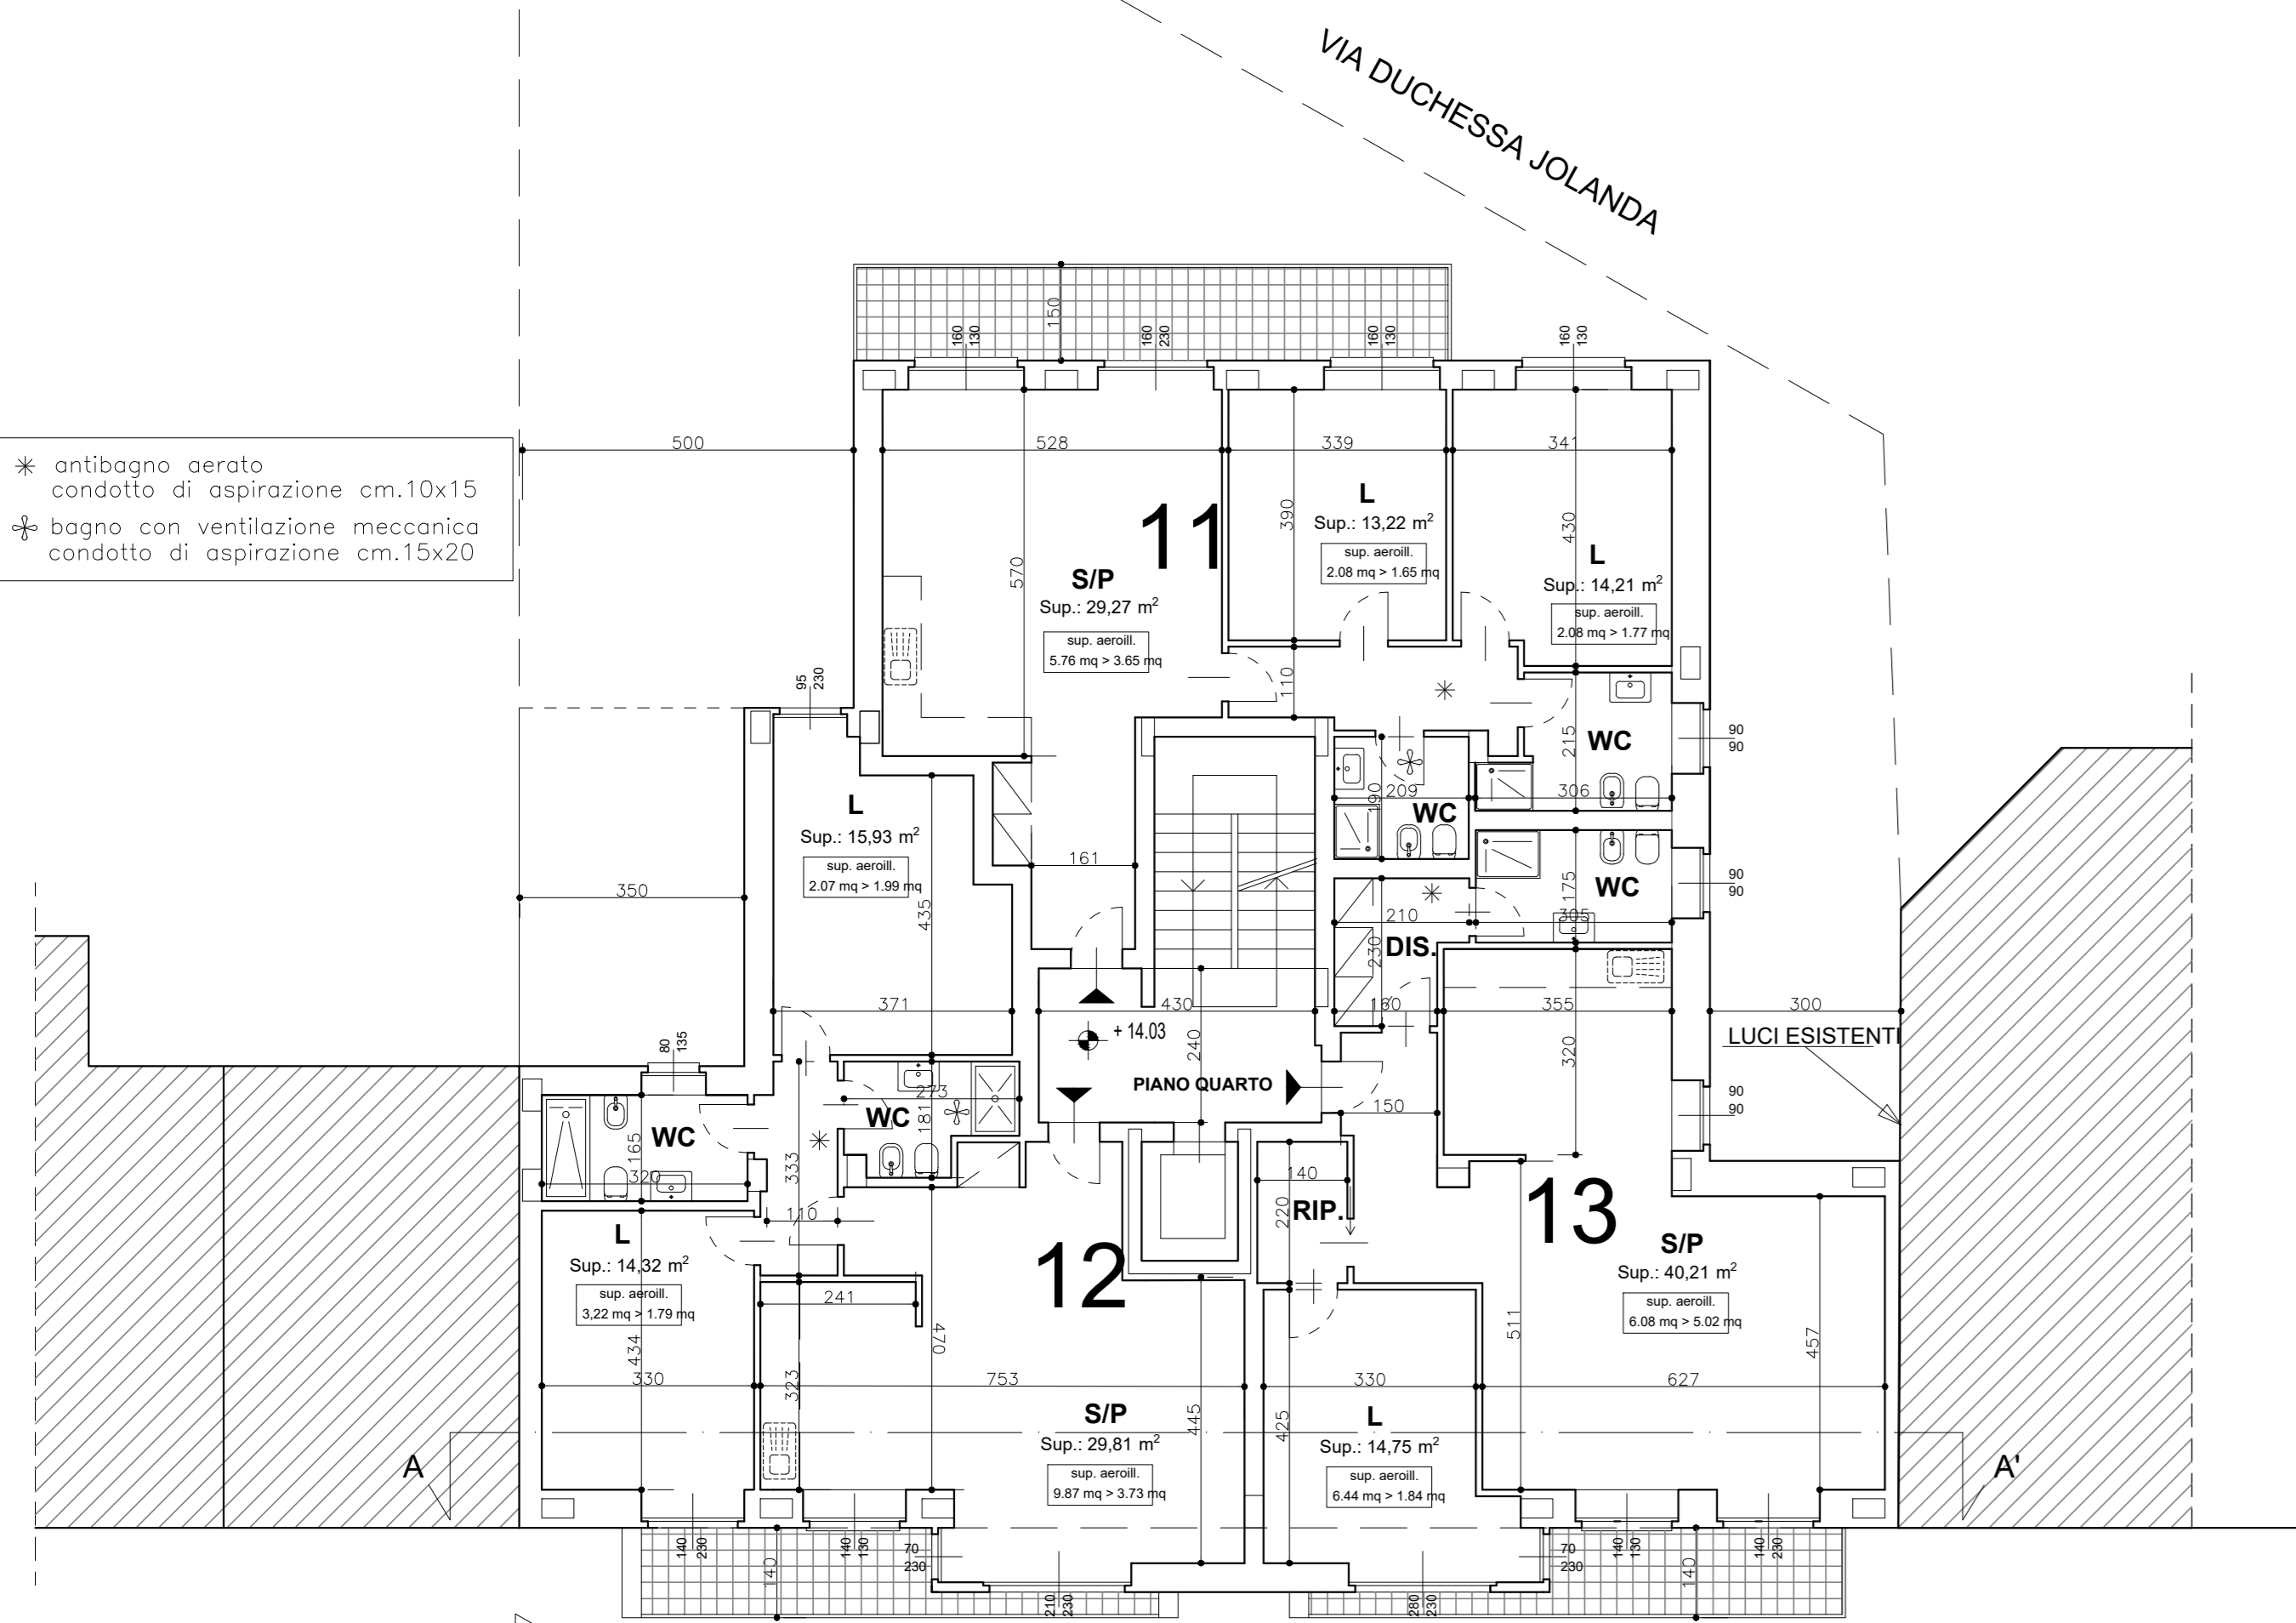 VIA DUCHESSA JOLANDA
150
160
130
160
230
160
130
160
130
500
528
339
341
antibagno aerato
condotto di aspirazione cm.10x15
bagno con ventilazione meccanica
condotto di aspirazione cm.15x20
11
390
L
Sup.: 13,22 m²
sup. aeroill.
2.08 mq > 1.65 mq
430
L
Sup.: 14,21 m²
sup. aeroill.
2.08 mq > 1.77 mq
570
S/P
Sup.: 29,27 m²
sup. aeroill.
5.76 mq > 3.65 mq
110
95
230
WC
215
90
90
190
209
306
WC
L
Sup.: 15,93 m²
sup. aeroill.
2.07 mq > 1.99 mq
161
350
435
WC
175
90
90
210
305
230
DIS.
371
430
160
355
300
+ 14.03
240
320
LUCI ESISTENTI
80
135
PIANO QUARTO
273
181
WC
150
90
90
WC
165
320
333
140
220
RIP.
110
13
L
Sup.: 14,32 m²
sup. aeroill.
3,22 mq > 1.79 mq
12
S/P
Sup.: 40,21 m²
sup. aeroill.
6.08 mq > 5.02 mq
241
470
434
511
457
330
323
753
330
627
S/P
Sup.: 29,81 m²
sup. aeroill.
9.87 mq > 3.73 mq
445
425
L
Sup.: 14,75 m²
sup. aeroill.
6.44 mq > 1.84 mq
A
A'
140
230
140
140
130
70
230
210
230
280
230
70
230
140
130
140
140
230